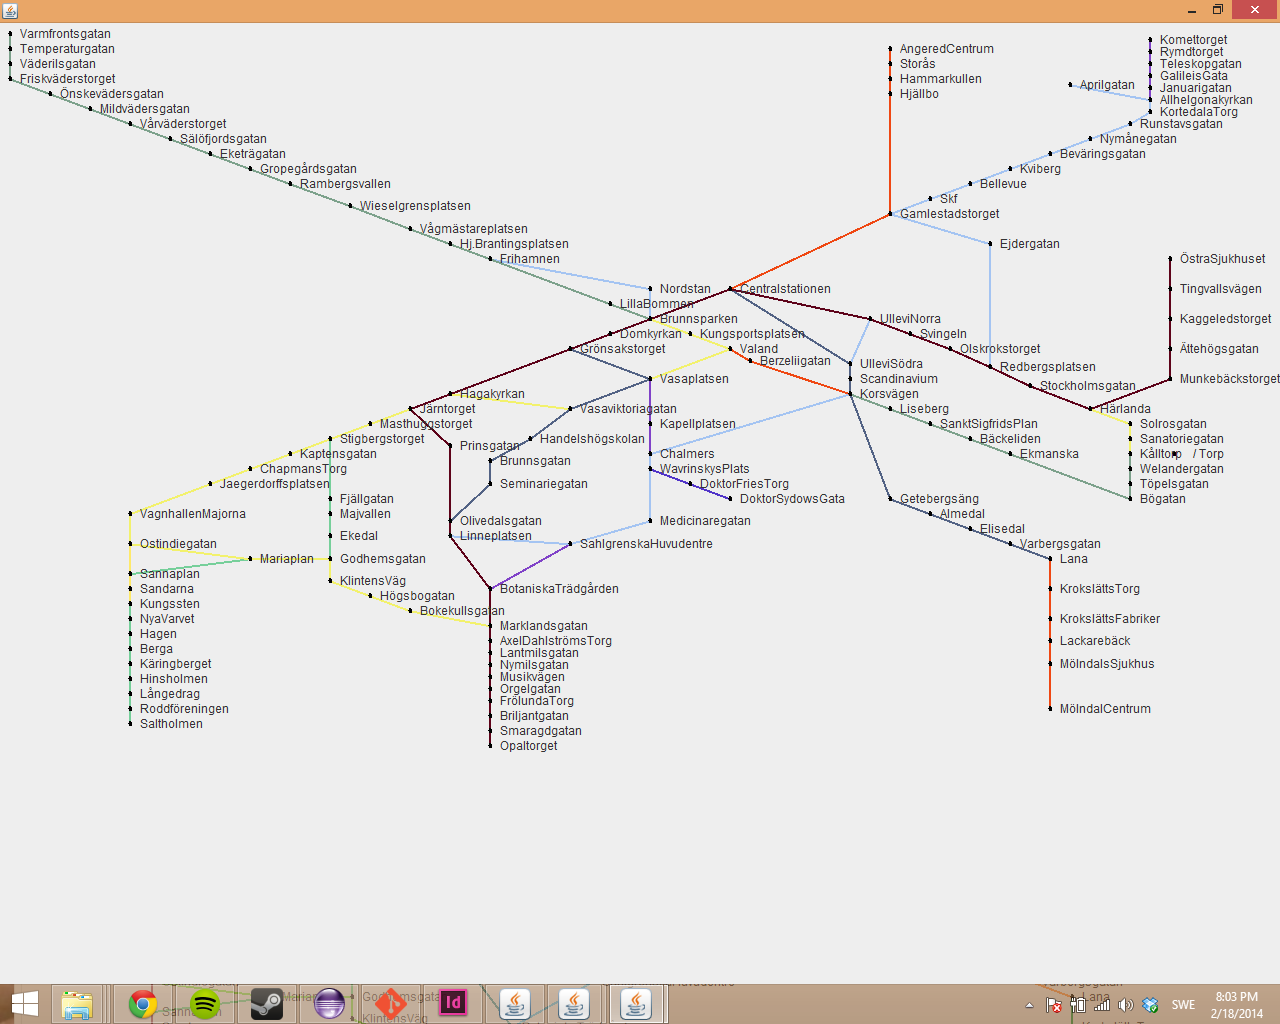 Varmfrontsgatan
Temperaturgatan
Väderilsgatan
Friskväderstorget
Önskevädersgatan
Mildvädersgatan
Vårväderstorget
Sälöfjordsgatan
Eketrägatan
Gropegårdsgatan
Rambergsvallen
Wieselgrensplatsen
Vågmästareplatsen
Hj.Brantingsplatsen
Frihamnen
LillaBommen
Nordstan
Brunnsparken
Centralstationen
AngeredCentrum
Storås
Hammarkullen
Hjällbo
Gamlestadstorget
Komettorget
Rymdtorget
Teleskopgatan
GalileisGata
Januarigatan
Aprilgatan
Allhelgonakyrkan
KortedalaTorg
Runstavsgatan
Nymånegatan
Beväringsgatan
Kviberg
Bellevue
Skf
Ejdergatan
ÖstraSjukhuset
Tingvallsvägen
Kaggeledstorget
Ättehögsgatan
Munkebäckstorget
UlleviNorra
Svingeln
Olskrokstorget
Redbergsplatsen
Stockholmsgatan
Härlanda
Domkyrkan
Kungsportsplatsen
Grönsakstorget
Valand
Berzeliigatan
UlleviSödra
Scandinavium
Korsvägen
Vasaplatsen
Hagakyrkan
Vasaviktoriagatan
Järntorget
Masthuggstorget
Stigbergstorget
Kaptensgatan
ChapmansTorg
Jaegerdorffsplatsen
VagnhallenMajorna
Kapellplatsen
Handelshögskolan
Prinsgatan
Brunnsgatan
Seminariegatan
Chalmers
WavrinskysPlats
DoktorFriesTorg
DoktorSydowsGata
Liseberg
SanktSigfridsPlan
Bäckeliden
Ekmanska
Solrosgatan
Sanatoriegatan
Kålltorp / Torp
Welandergatan
Töpelsgatan
Bögatan
Getebergsäng
Almedal
Elisedal
Varbergsgatan
Lana
Fjällgatan
Majvallen
Ekedal
Godhemsgatan
Olivedalsgatan
Linneplatsen
Medicinaregatan
SahlgrenskaHuvudentre
Ostindiegatan
Mariaplan
Sannaplan
Sandarna
Kungssten
NyaVarvet
Hagen
Berga
Käringberget
Hinsholmen
Långedrag
Roddföreningen
Saltholmen
KlintensVäg
Högsbogatan
Bokekullsgatan
BotaniskaTrädgården
Marklandsgatan
AxelDahlströmsTorg
Lantmilsgatan
Nymilsgatan
Musikvägen
Orgelgatan
FrölundaTorg
Briljantgatan
Smaragdgatan
Opaltorget
KrokslättsTorg
KrokslättsFabriker
Lackarebäck
MölndalsSjukhus
MölndalCentrum
Id
SWE
8:03 PM
2/18/2014